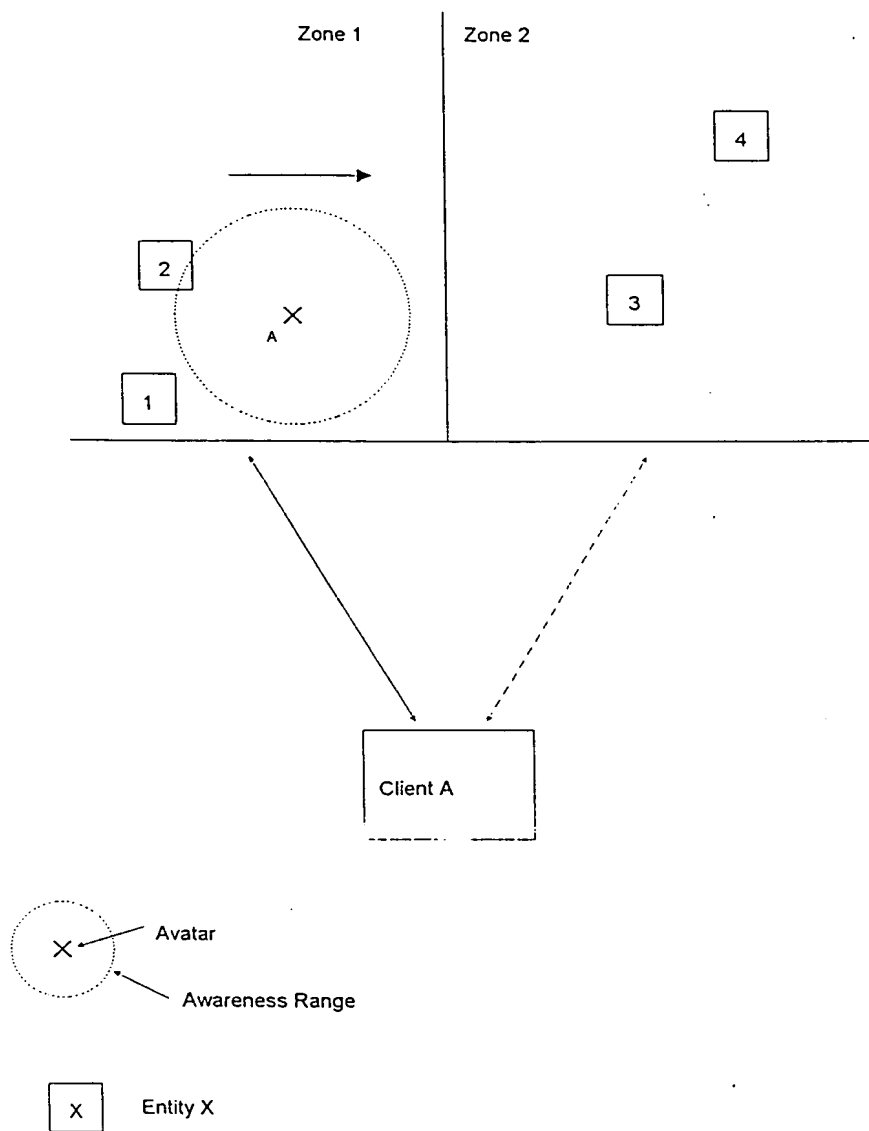 Zone 1
Zone 2
4
2
3
A
1
Client A
Avatar
Awareness Range
X
Entity X